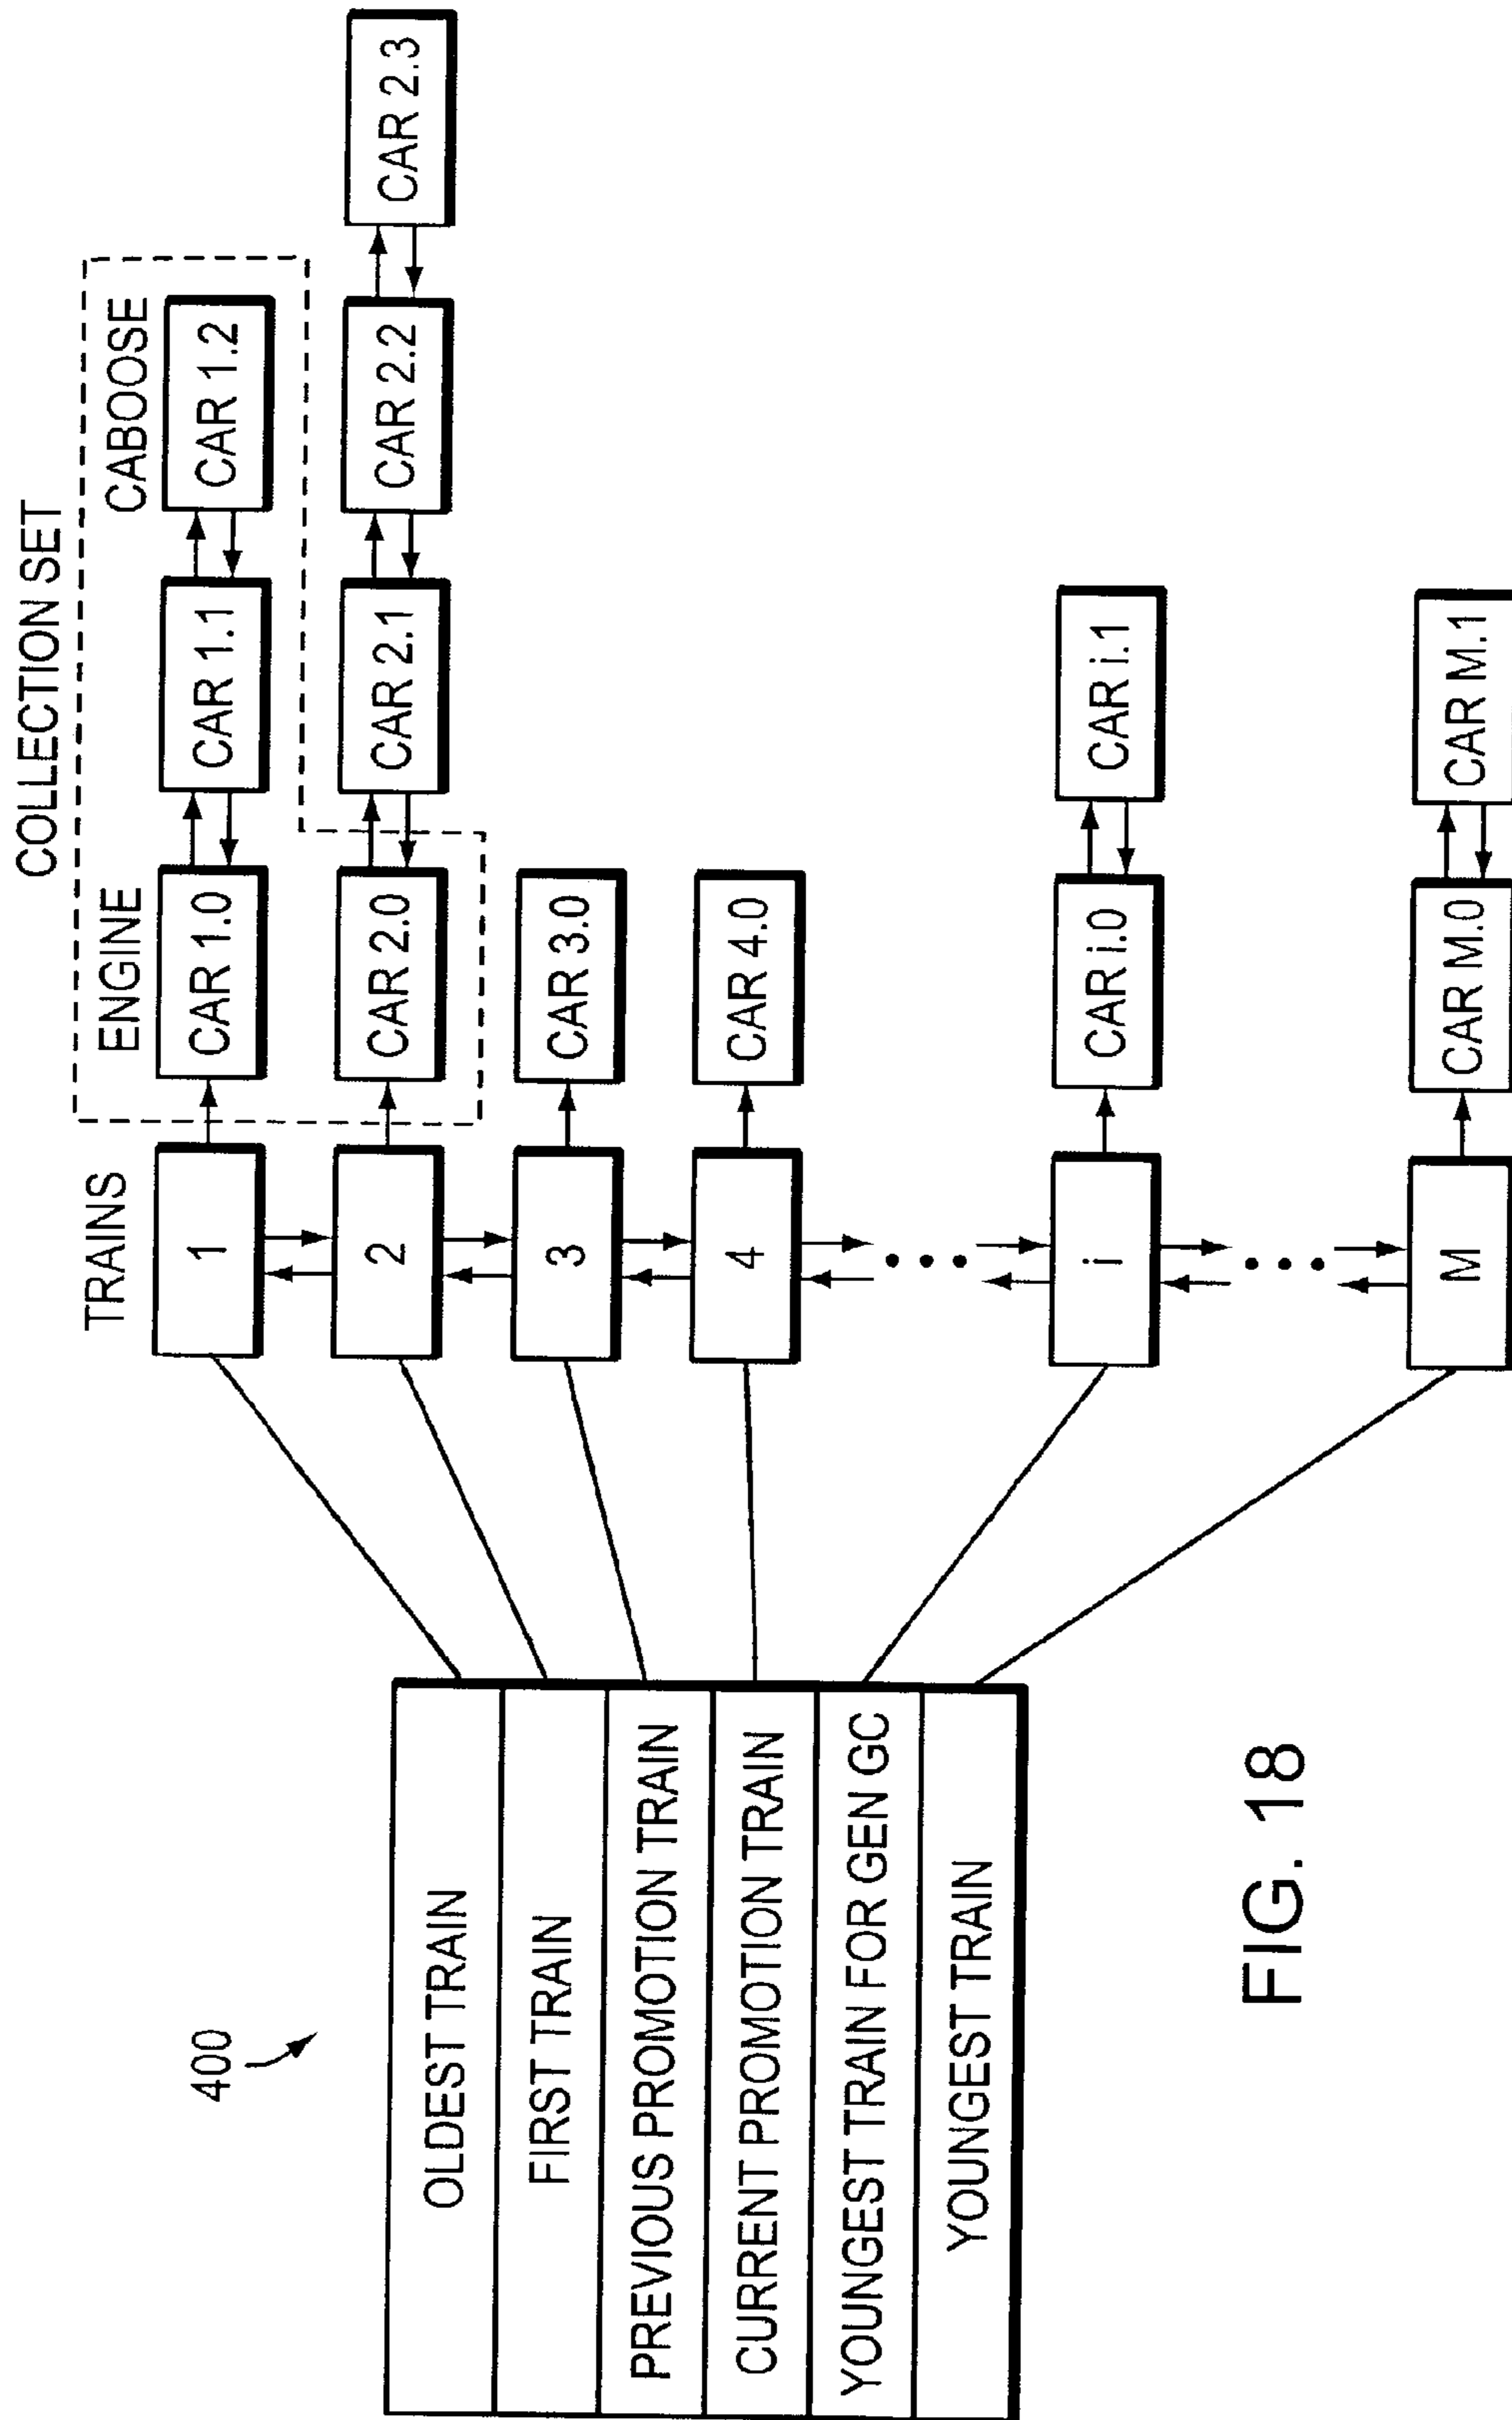 COLLECTION SET
TRAINS
ENGINE
CABOOSE
1
CAR 1.0
CAR 1.1
CAR 1.2
2
CAR 2.0
CAR 2.1
CAR 2.2
CAR 2.3
3
CAR 3.0
4
CAR 4.0
• • •
i
CAR i.0
CAR i.1
• • •
M
CAR M.0
CAR M.1
400
OLDEST TRAIN
FIRST TRAIN
PREVIOUS PROMOTION TRAIN
CURRENT PROMOTION TRAIN
YOUNGEST TRAIN FOR GEN GC
YOUNGEST TRAIN
FIG. 18